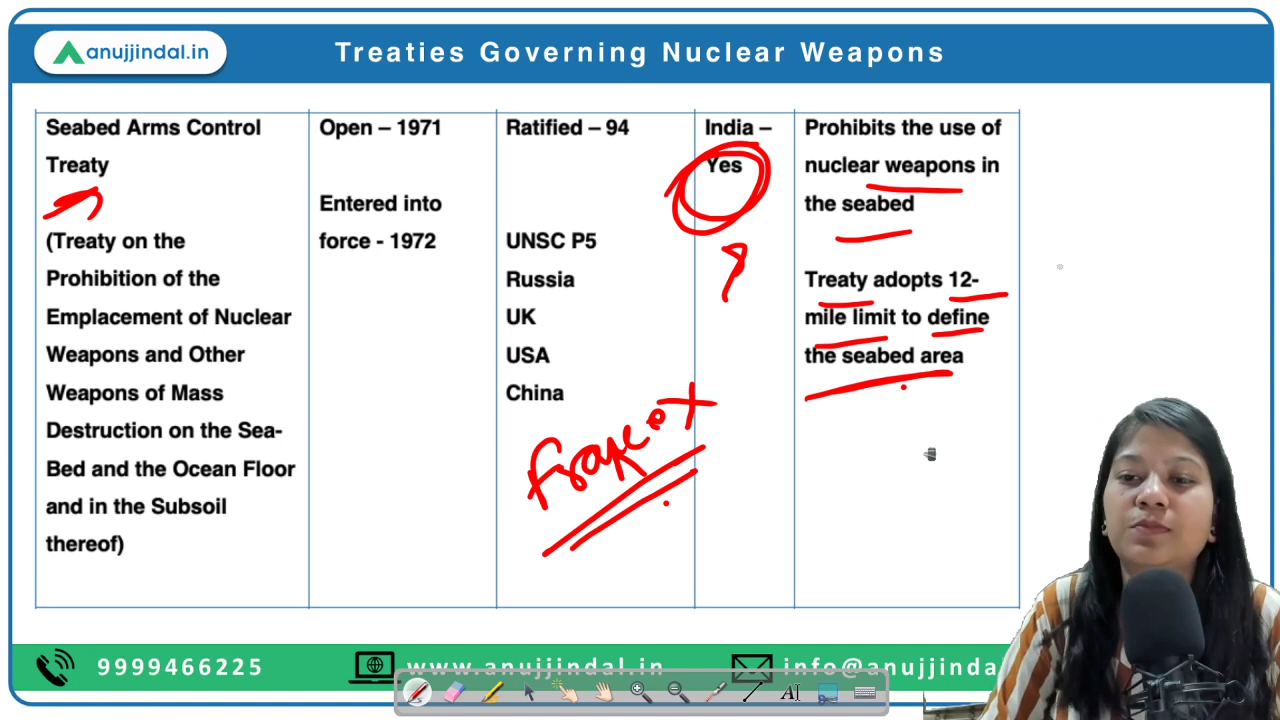 anujjindal.in
Treaties Governing Nuclear Weapons
Seabed Arms Control
Treaty
(Treaty on the
Prohibition of the
Emplacement of Nuclear
Weapons and Other
Weapons of Mass
Destruction on the Sea-
Bed and the Ocean Floor
and in the Subsoil
thereof)
Open – 1971
Entered into
force - 1972
Ratified – 94
UNSC P5
Russia
UK
USA
China
India –
Yes
Prohibits the use of
nuclear weapons in
the seabed
Treaty adopts 12-
mile limit to define
the seabed area
9999466225
www.anujjindal.in
info@anujjinda